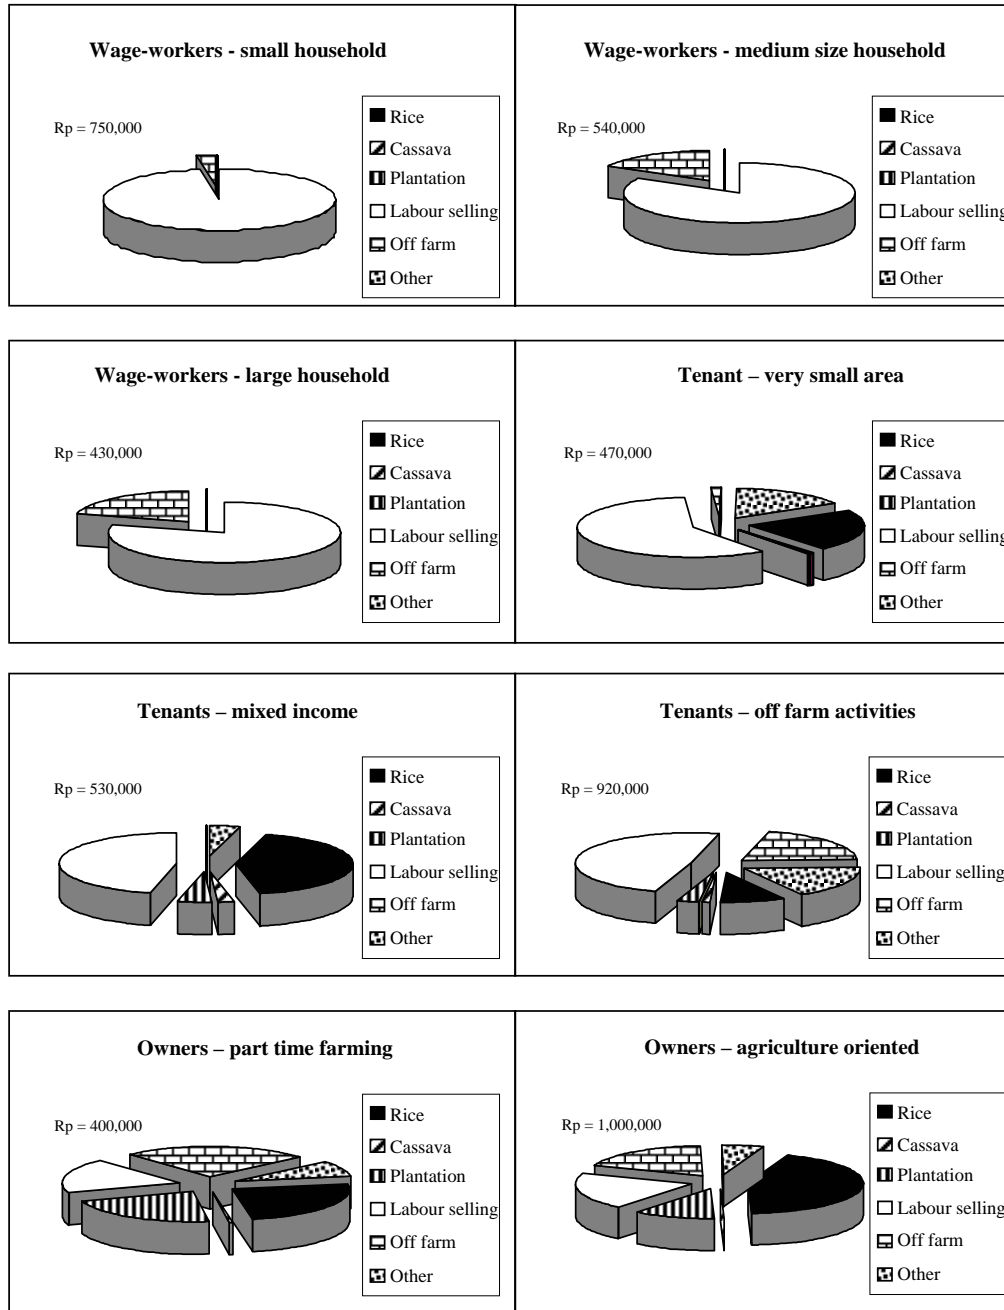 Wage-workers - small household
Rp = 750,000
Rice
Cassava
Plantation
Labour selling
Off farm
Other
Wage-workers - medium size household
Rp = 540,000
Rice
Cassava
Plantation
Labour selling
Off farm
Other
Wage-workers - large household
Rp = 430,000
Rice
Cassava
Plantation
Labour selling
Off farm
Other
Tenant – very small area
Rp = 470,000
Rice
Cassava
Plantation
Labour selling
Off farm
Other
Tenants – mixed income
Rp = 530,000
Rice
Cassava
Plantation
Labour selling
Off farm
Other
Tenants – off farm activities
Rp = 920,000
Rice
Cassava
Plantation
Labour selling
Off farm
Other
Owners – part time farming
Rp = 400,000
Rice
Cassava
Plantation
Labour selling
Off farm
Other
Owners – agriculture oriented
Rp = 1,000,000
Rice
Cassava
Plantation
Labour selling
Off farm
Other